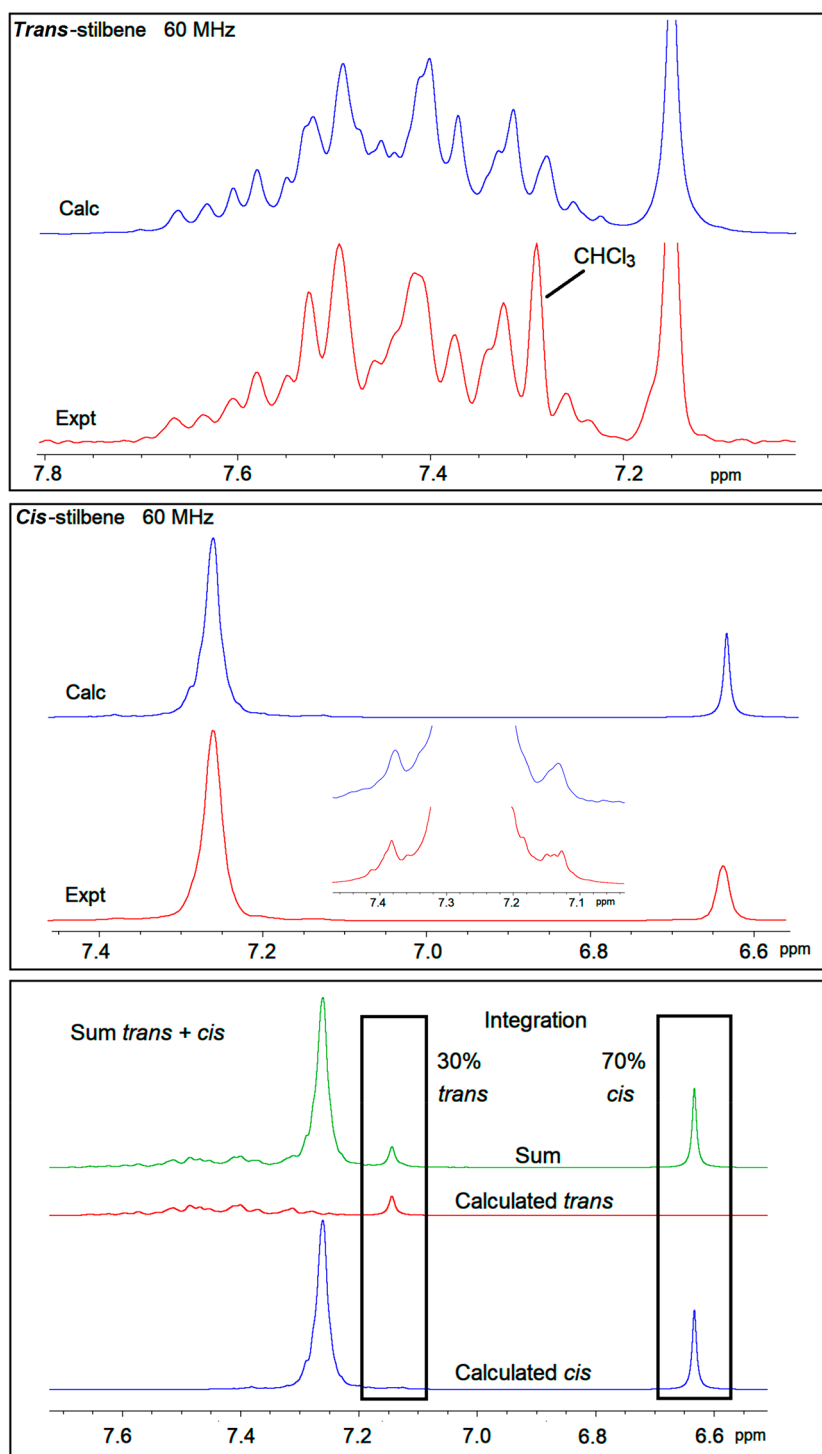 Trans-stilbene 60 MHz
Calc
CHCl3
Expt
7.8 7.6 7.4 7.2 ppm
Cis-stilbene 60 MHz
Calc
Expt
7.4 7.3 7.2 7.1 ppm
7.4 7.2 7.0 6.8 6.6 ppm
Sum trans + cis
Integration
30% 70%
trans cis
Sum
Calculated trans
Calculated cis
7.6 7.4 7.2 7.0 6.8 6.6 ppm